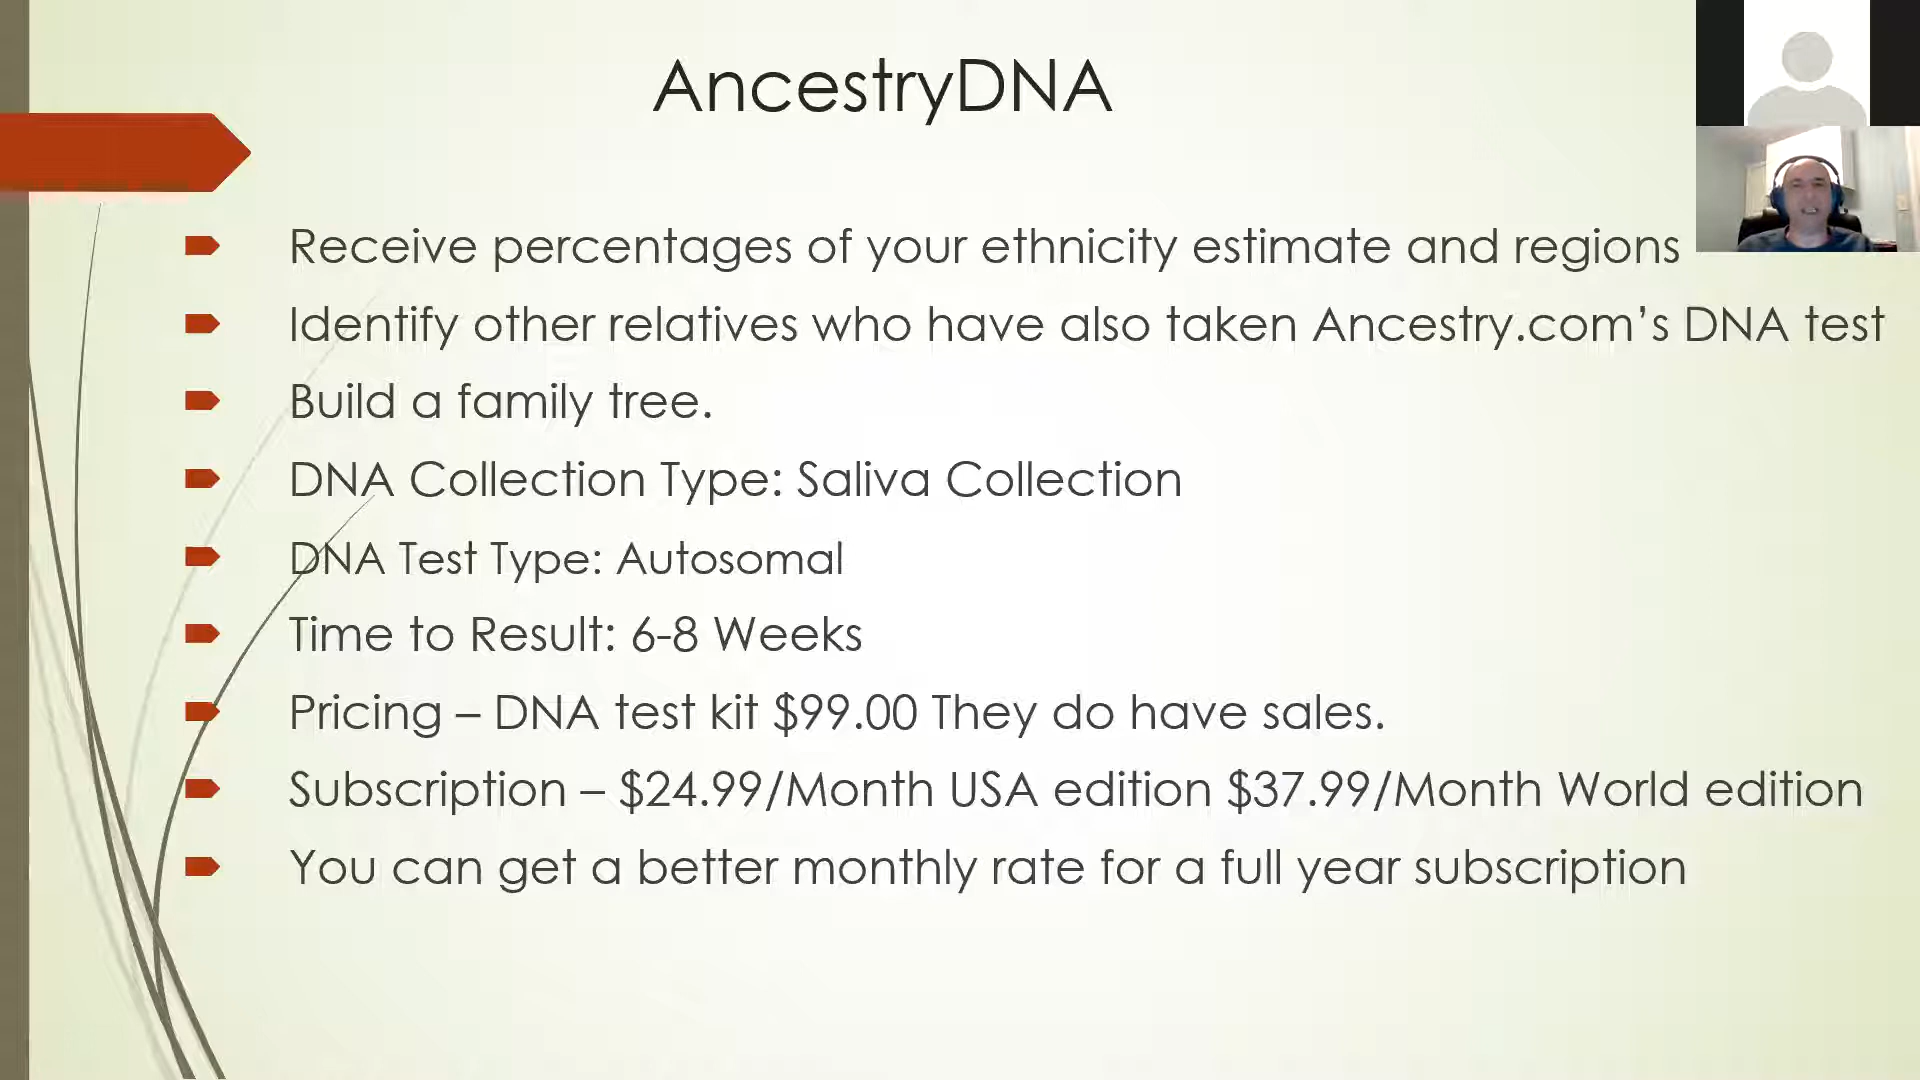 AncestryDNA
Receive percentages of your ethnicity estimate and regions
Identify other relatives who have also taken Ancestry.com’s DNA test
Build a family tree.
DNA Collection Type: Saliva Collection
DNA Test Type: Autosomal
Time to Result: 6-8 Weeks
Pricing – DNA test kit $99.00 They do have sales.
Subscription – $24.99/Month USA edition $37.99/Month World edition
You can get a better monthly rate for a full year subscription